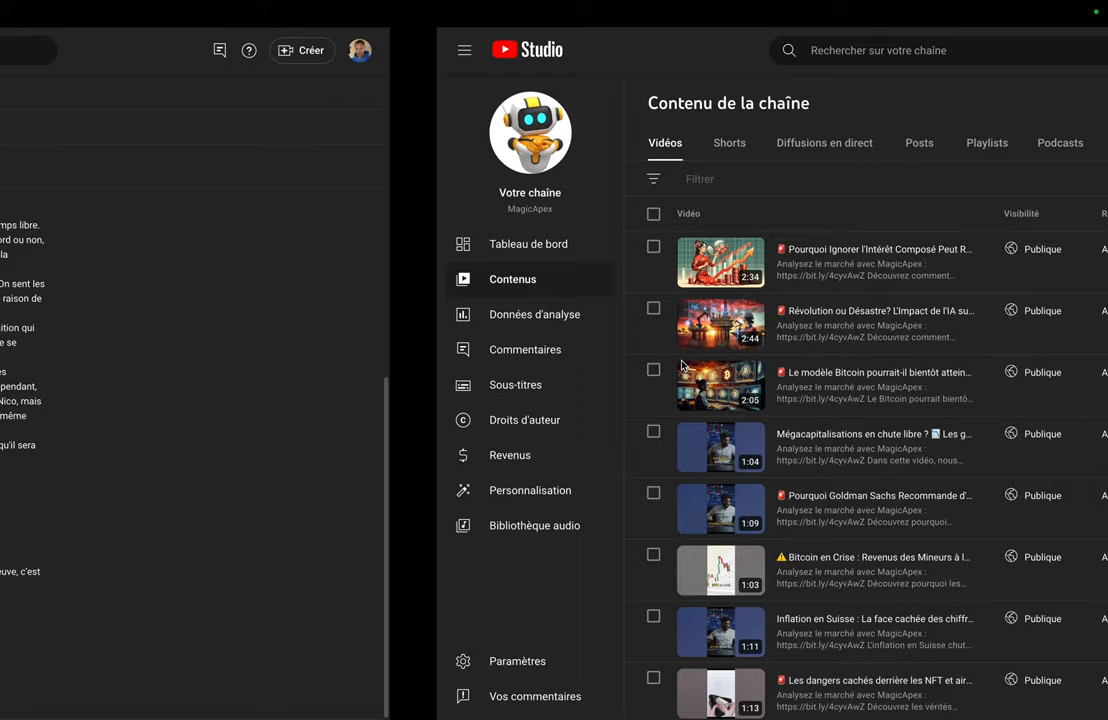 Créer
mps libre.
ord ou non,
la
On sent les
raison de
sition qui
e se
es
pendant,
Nico, mais
même
qu'il sera
euve, c'est
Studio
Rechercher sur votre chaîne
Votre chaîne
MagicApex
Tableau de bord
Contenus
Données d'analyse
Commentaires
Sous-titres
Droits d'auteur
Revenus
Personnalisation
Bibliothèque audio
Paramètres
Vos commentaires
Contenu de la chaîne
Vidéos Shorts Diffusions en direct Posts Playlists Podcasts
Filtrer
Vidéo Visibilité R
🚨 Pourquoi Ignorer l'Intérêt Composé Peut R... Publique A
Analysez le marché avec MagicApex :
https://bit.ly/4cyvAwZ Découvrez comment...
2:34
🚨 Révolution ou Désastre? L'Impact de l'IA su... Publique A
Analysez le marché avec MagicApex :
https://bit.ly/4cyvAwZ Découvrez comment...
2:44
🚨 Le modèle Bitcoin pourrait-il bientôt attein... Publique A
Analysez le marché avec MagicApex :
https://bit.ly/4cyvAwZ Le Bitcoin pourrait bientô...
2:05
Mégacapitalisations en chute libre ? 📉 Les g... Publique A
Analysez le marché avec MagicApex :
https://bit.ly/4cyvAwZ Dans cette vidéo, nous...
1:04
🚨 Pourquoi Goldman Sachs Recommande d'... Publique A
Analysez le marché avec MagicApex :
https://bit.ly/4cyvAwZ Découvrez pourquoi...
1:09
⚠️ Bitcoin en Crise : Revenus des Mineurs à l... Publique A
Analysez le marché avec MagicApex :
https://bit.ly/4cyvAwZ Découvrez pourquoi les...
1:03
Inflation en Suisse : La face cachée des chiffr... Publique A
Analysez le marché avec MagicApex :
https://bit.ly/4cyvAwZ L'inflation en Suisse chut...
1:11
🚨 Les dangers cachés derrière les NFT et air... Publique A
Analysez le marché avec MagicApex :
https://bit.ly/4cyvAwZ Découvrez les vérités...
1:13